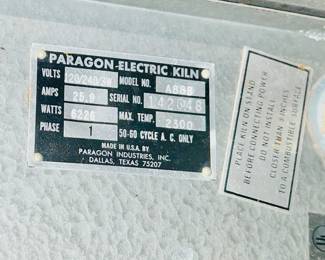 PARAGON-ELECTRIC KILN
VOLTS 120/240/3W MODEL NO. A88B
AMPS 25.9 SERIAL NO. 142048
WATTS 6226 MAX. TEMP. 2300
PHASE 1 50-60 CYCLE A.C. ONLY
MADE IN U.S.A. BY
PARAGON INDUSTRIES, INC.
DALLAS, TEXAS 75207
PLACE KILN ON STAND
BEFORE CONNECTING POWER
DO NOT INSTALL
CLOSER THAN INCHES
TO A COMBUSTIBLE SURFACE